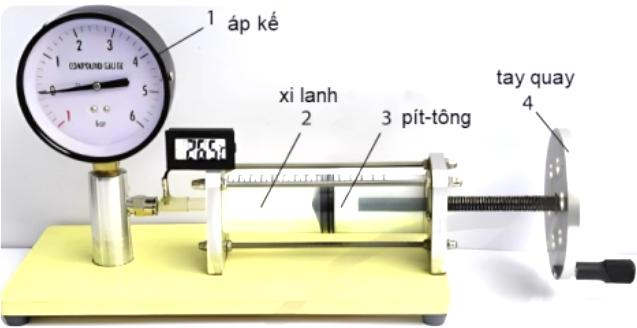 1 áp kế
COMPOUND GAUGE
1 0 1 2 3 4 5 6
bar
26.5
xi lanh
2
3 pít-tông
tay quay
4